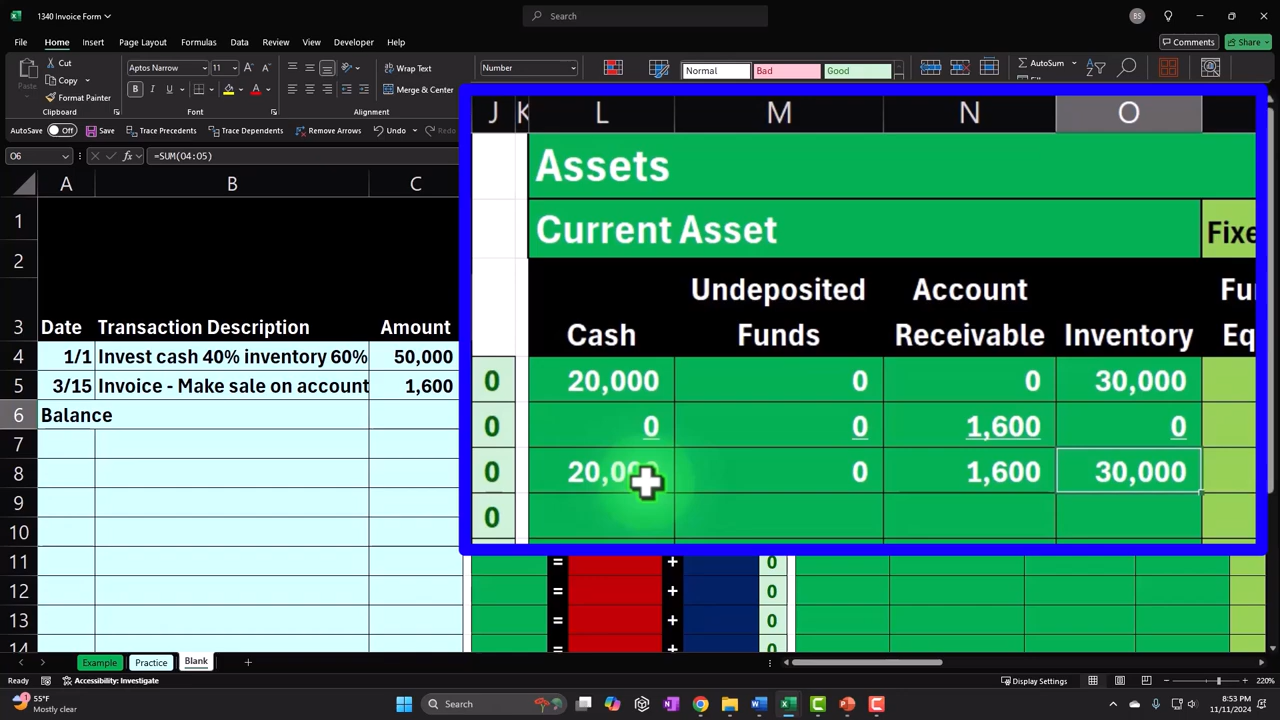 1340 Invoice Form
Search
BS
File Home Insert Page Layout Formulas Data Review View Developer Help
Comments Share
Cut
Copy
Format Painter
Clipboard
Aptos Narrow 11
Font
Wrap Text
Merge & Center
Alignment
Number
Normal Bad Good
AutoSum
AutoSave Off Save Trace Precedents Trace Dependents Remove Arrows Undo
O6 fx =SUM(O4:O5)
A B C
J K L M N O
Assets
Current Asset
Undeposited Account
Cash Funds Receivable Inventory
0 20,000 0 0 30,000
0 0 0 1,600 0
0 0 1,600 30,000
0
1
2
3 Date Transaction Description Amount
4 1/1 Invest cash 40% inventory 60% 50,000
5 3/15 Invoice - Make sale on account 1,600
6 Balance
7
8
9
10
11 = + 0
12 = + 0
13 = + 0
14
Example Practice Blank +
Ready Accessibility: Investigate Display Settings 220%
55°F
Mostly clear
Search
8:53 PM
11/11/2024